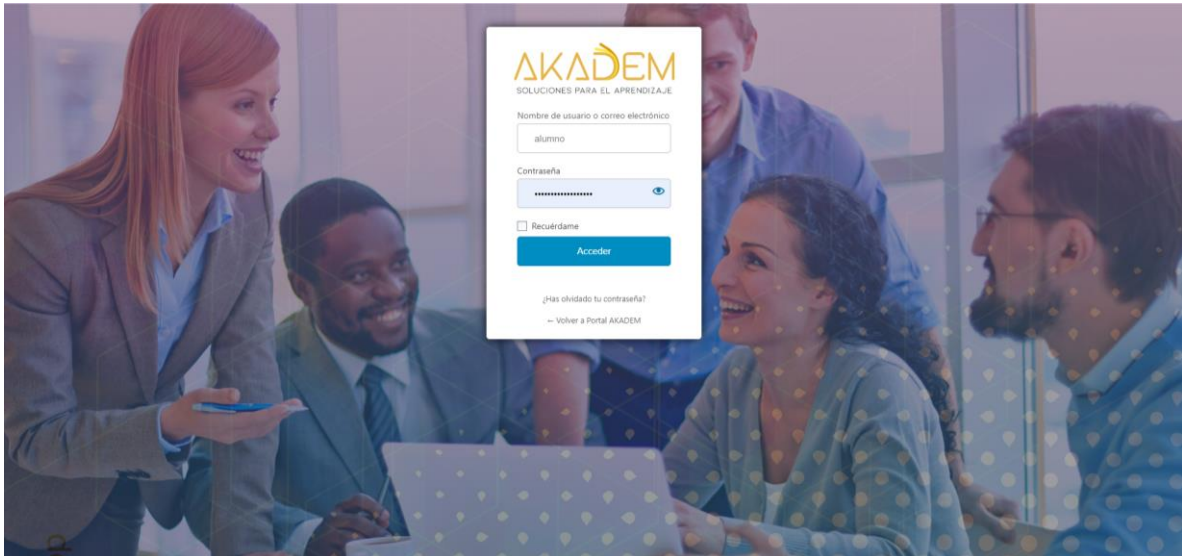 AKADEM
SOLUCIONES PARA EL APRENDIZAJE
Nombre de usuario o correo electrónico
alumno
Contraseña
Recuérdame
Acceder
¿Has olvidado tu contraseña?
← Volver a Portal AKADEM